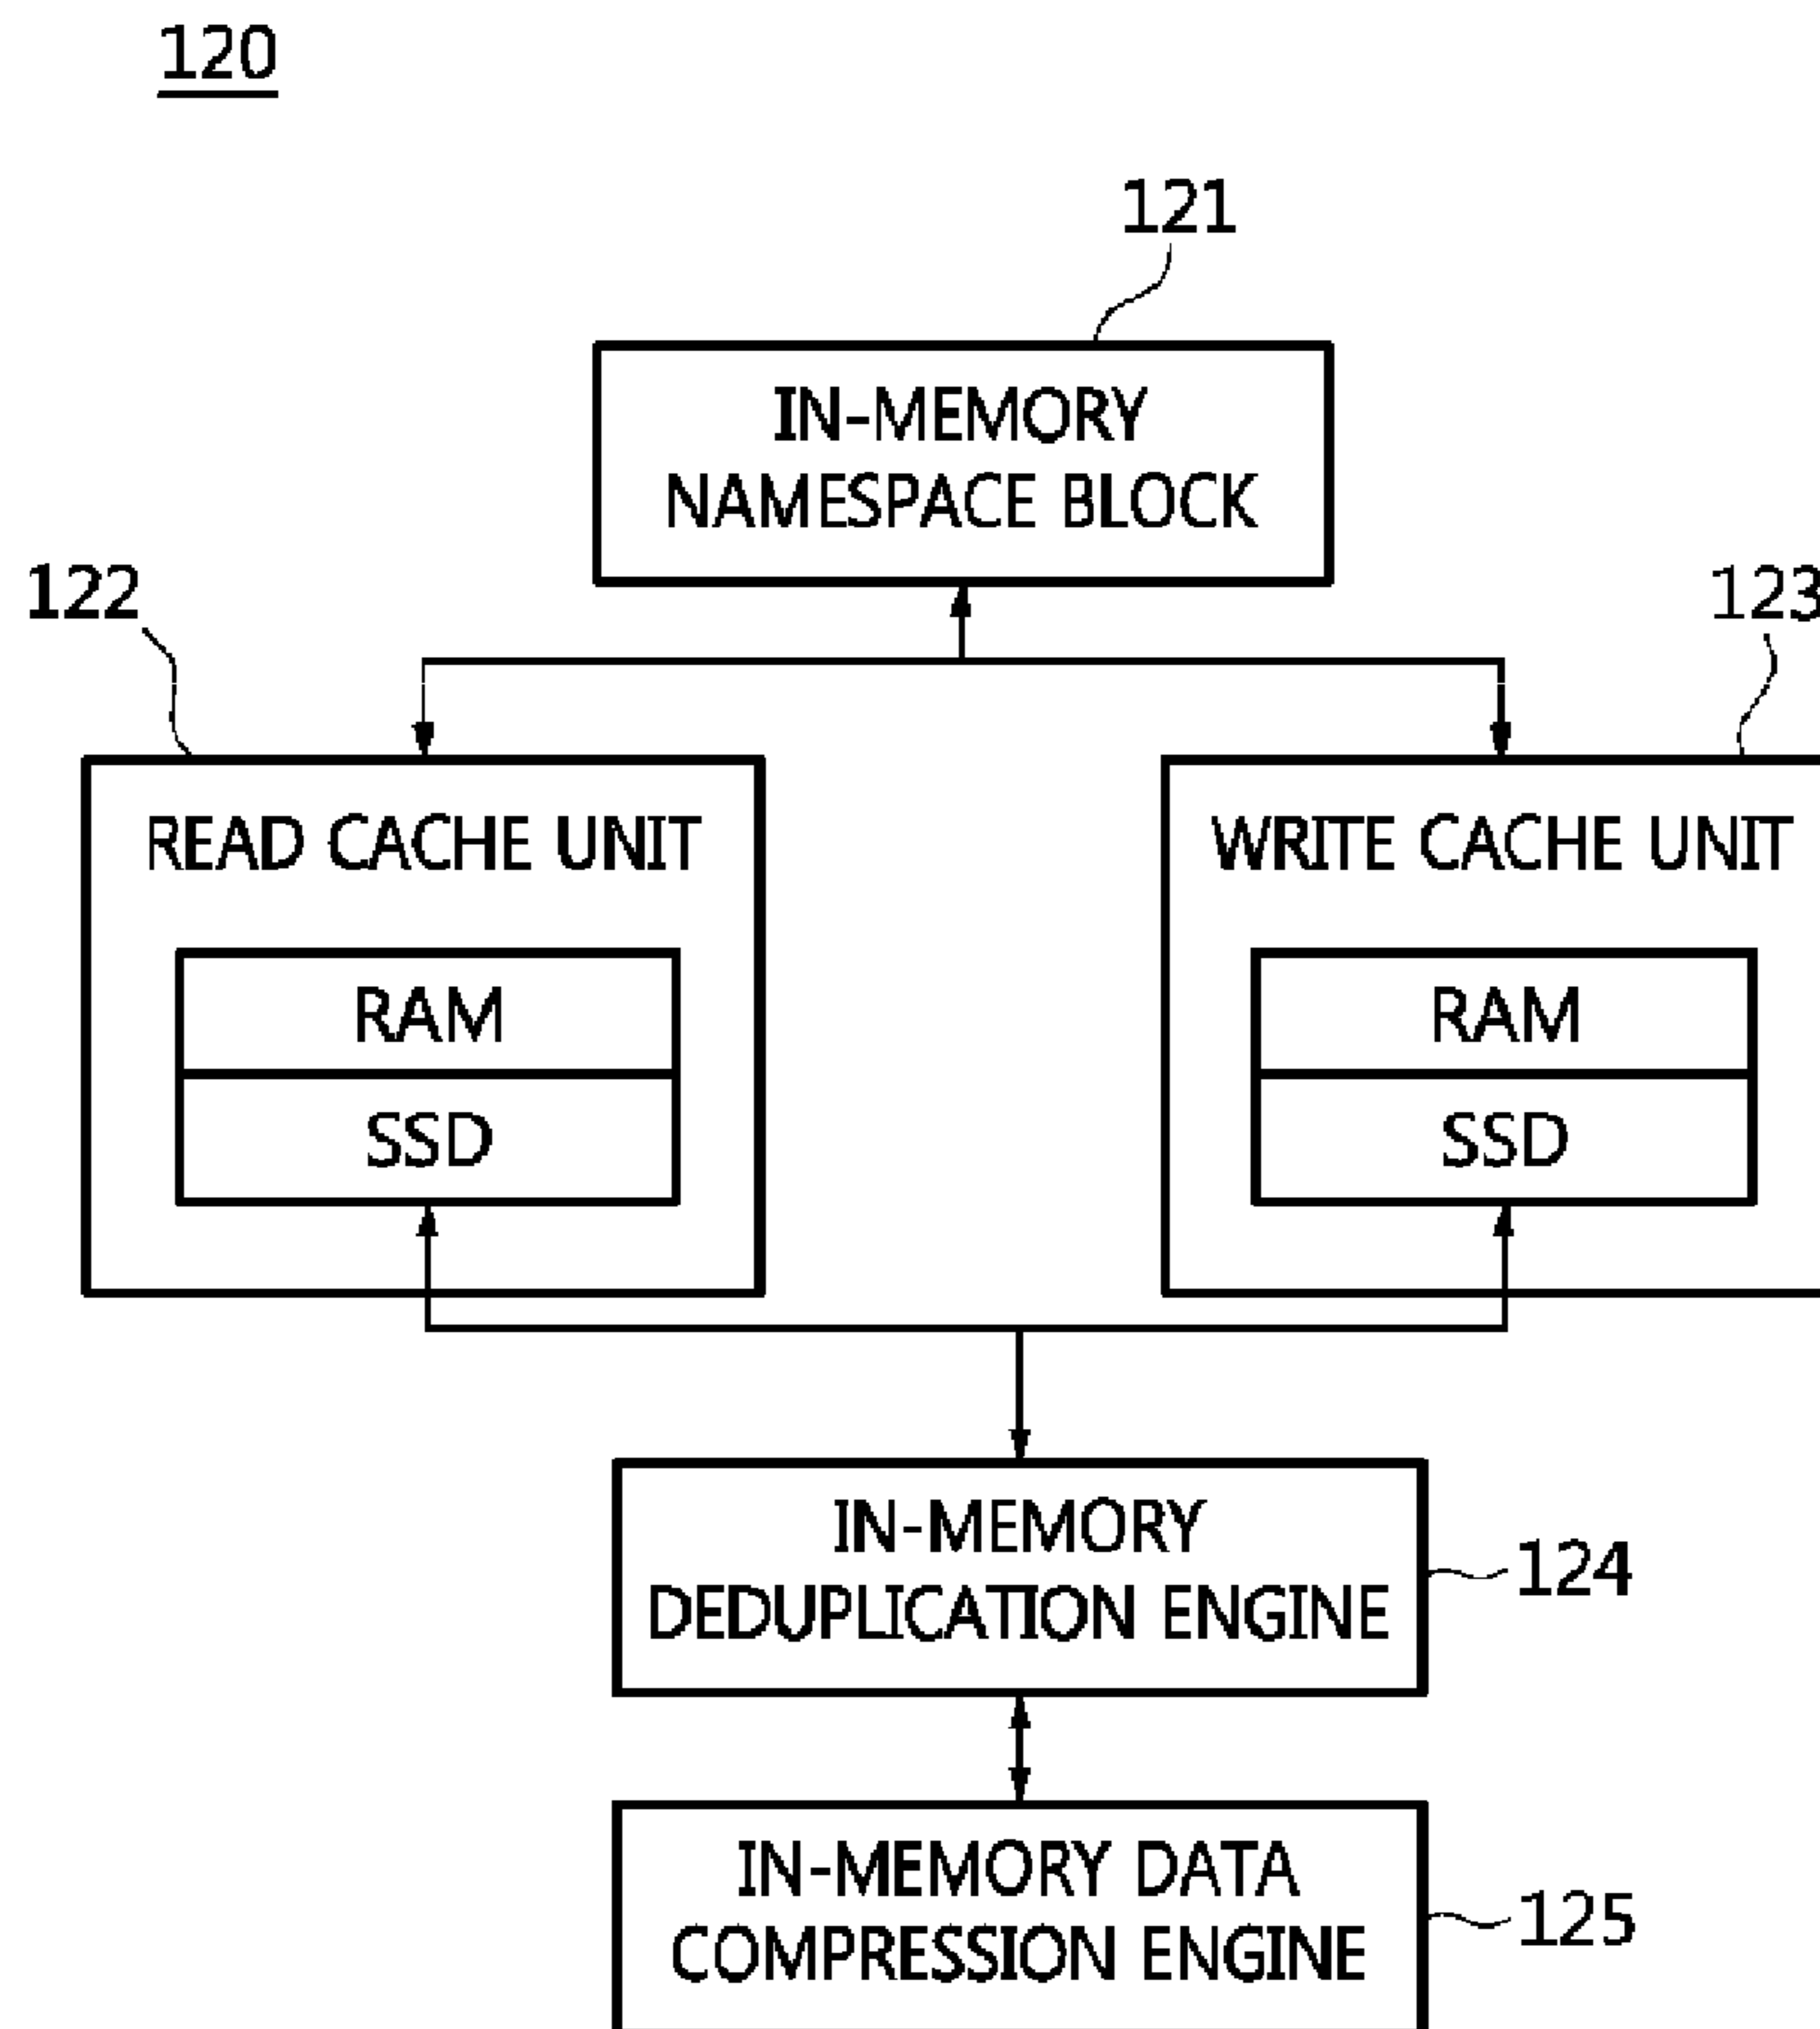 120
121
IN-MEMORY
NAMESPACE BLOCK
122
123
READ CACHE UNIT
WRITE CACHE UNIT
RAM
RAM
SSD
SSD
IN-MEMORY
DEDUPLICATION ENGINE
124
IN-MEMORY DATA
COMPRESSION ENGINE
125